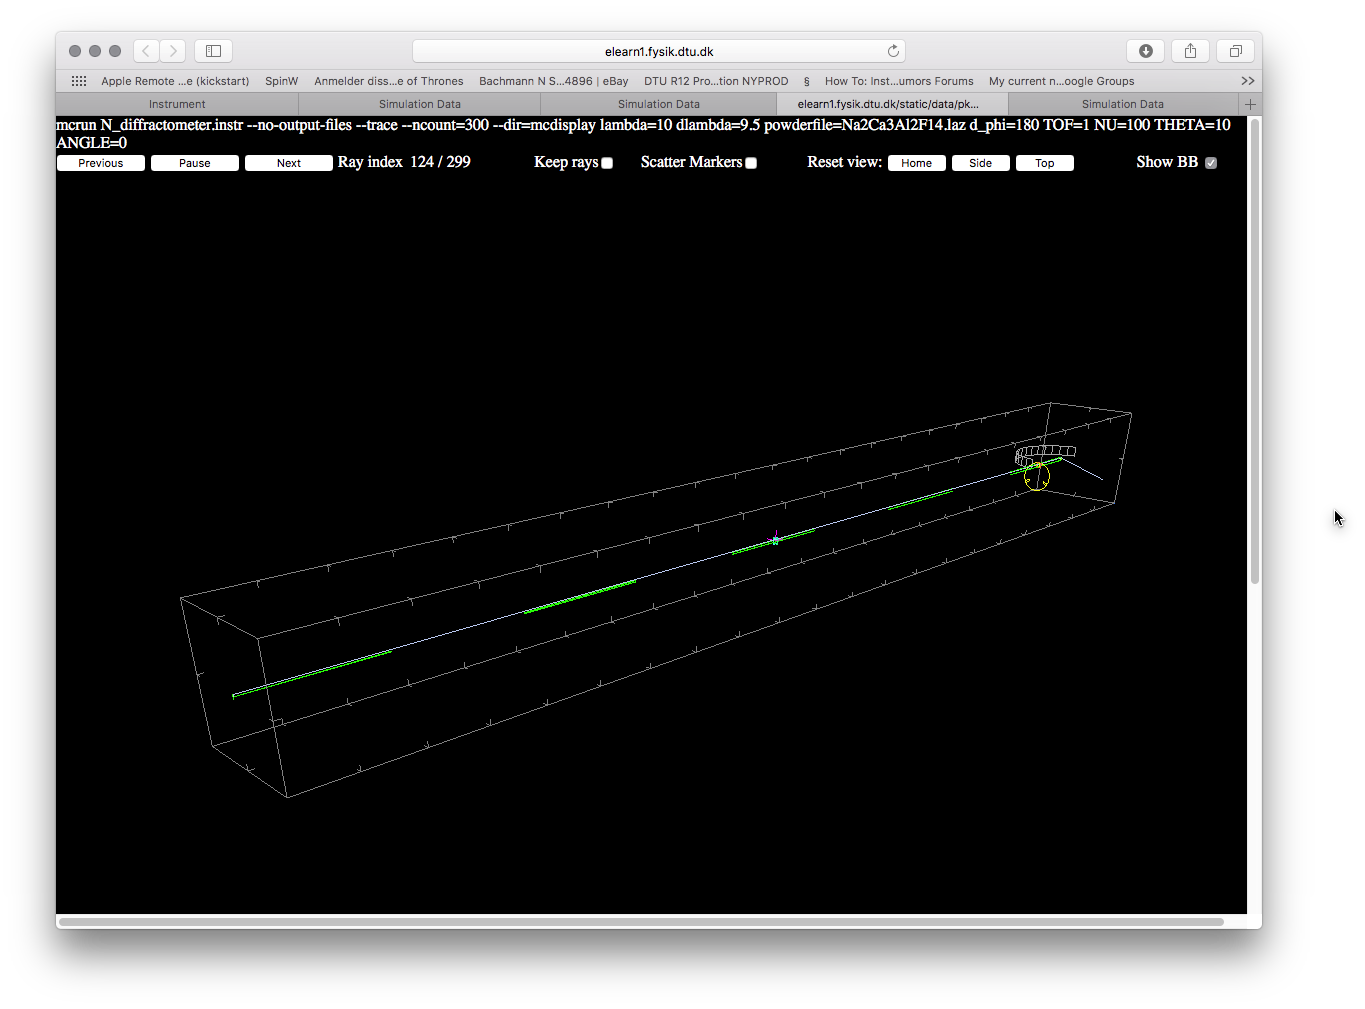 elearn1.fysik.dtu.dk
Apple Remote ...e (kickstart) SpinW Anmelder diss...e of Thrones Bachmann N S...4896 | eBay DTU R12 Pro...tion NYPROD § How To: Inst...umors Forums My current n...oogle Groups >>
Instrument Simulation Data Simulation Data elearn1.fysik.dtu.dk/static/data/pk... Simulation Data +
mcrun N_diffractometer.instr --no-output-files --trace --ncount=300 --dir=mcdisplay lambda=10 dlambda=9.5 powderfile=Na2Ca3Al2F14.laz d_phi=180 TOF=1 NU=100 THETA=10
ANGLE=0
Previous Pause Next Ray index 124 / 299 Keep rays Scatter Markers Reset view: Home Side Top Show BB